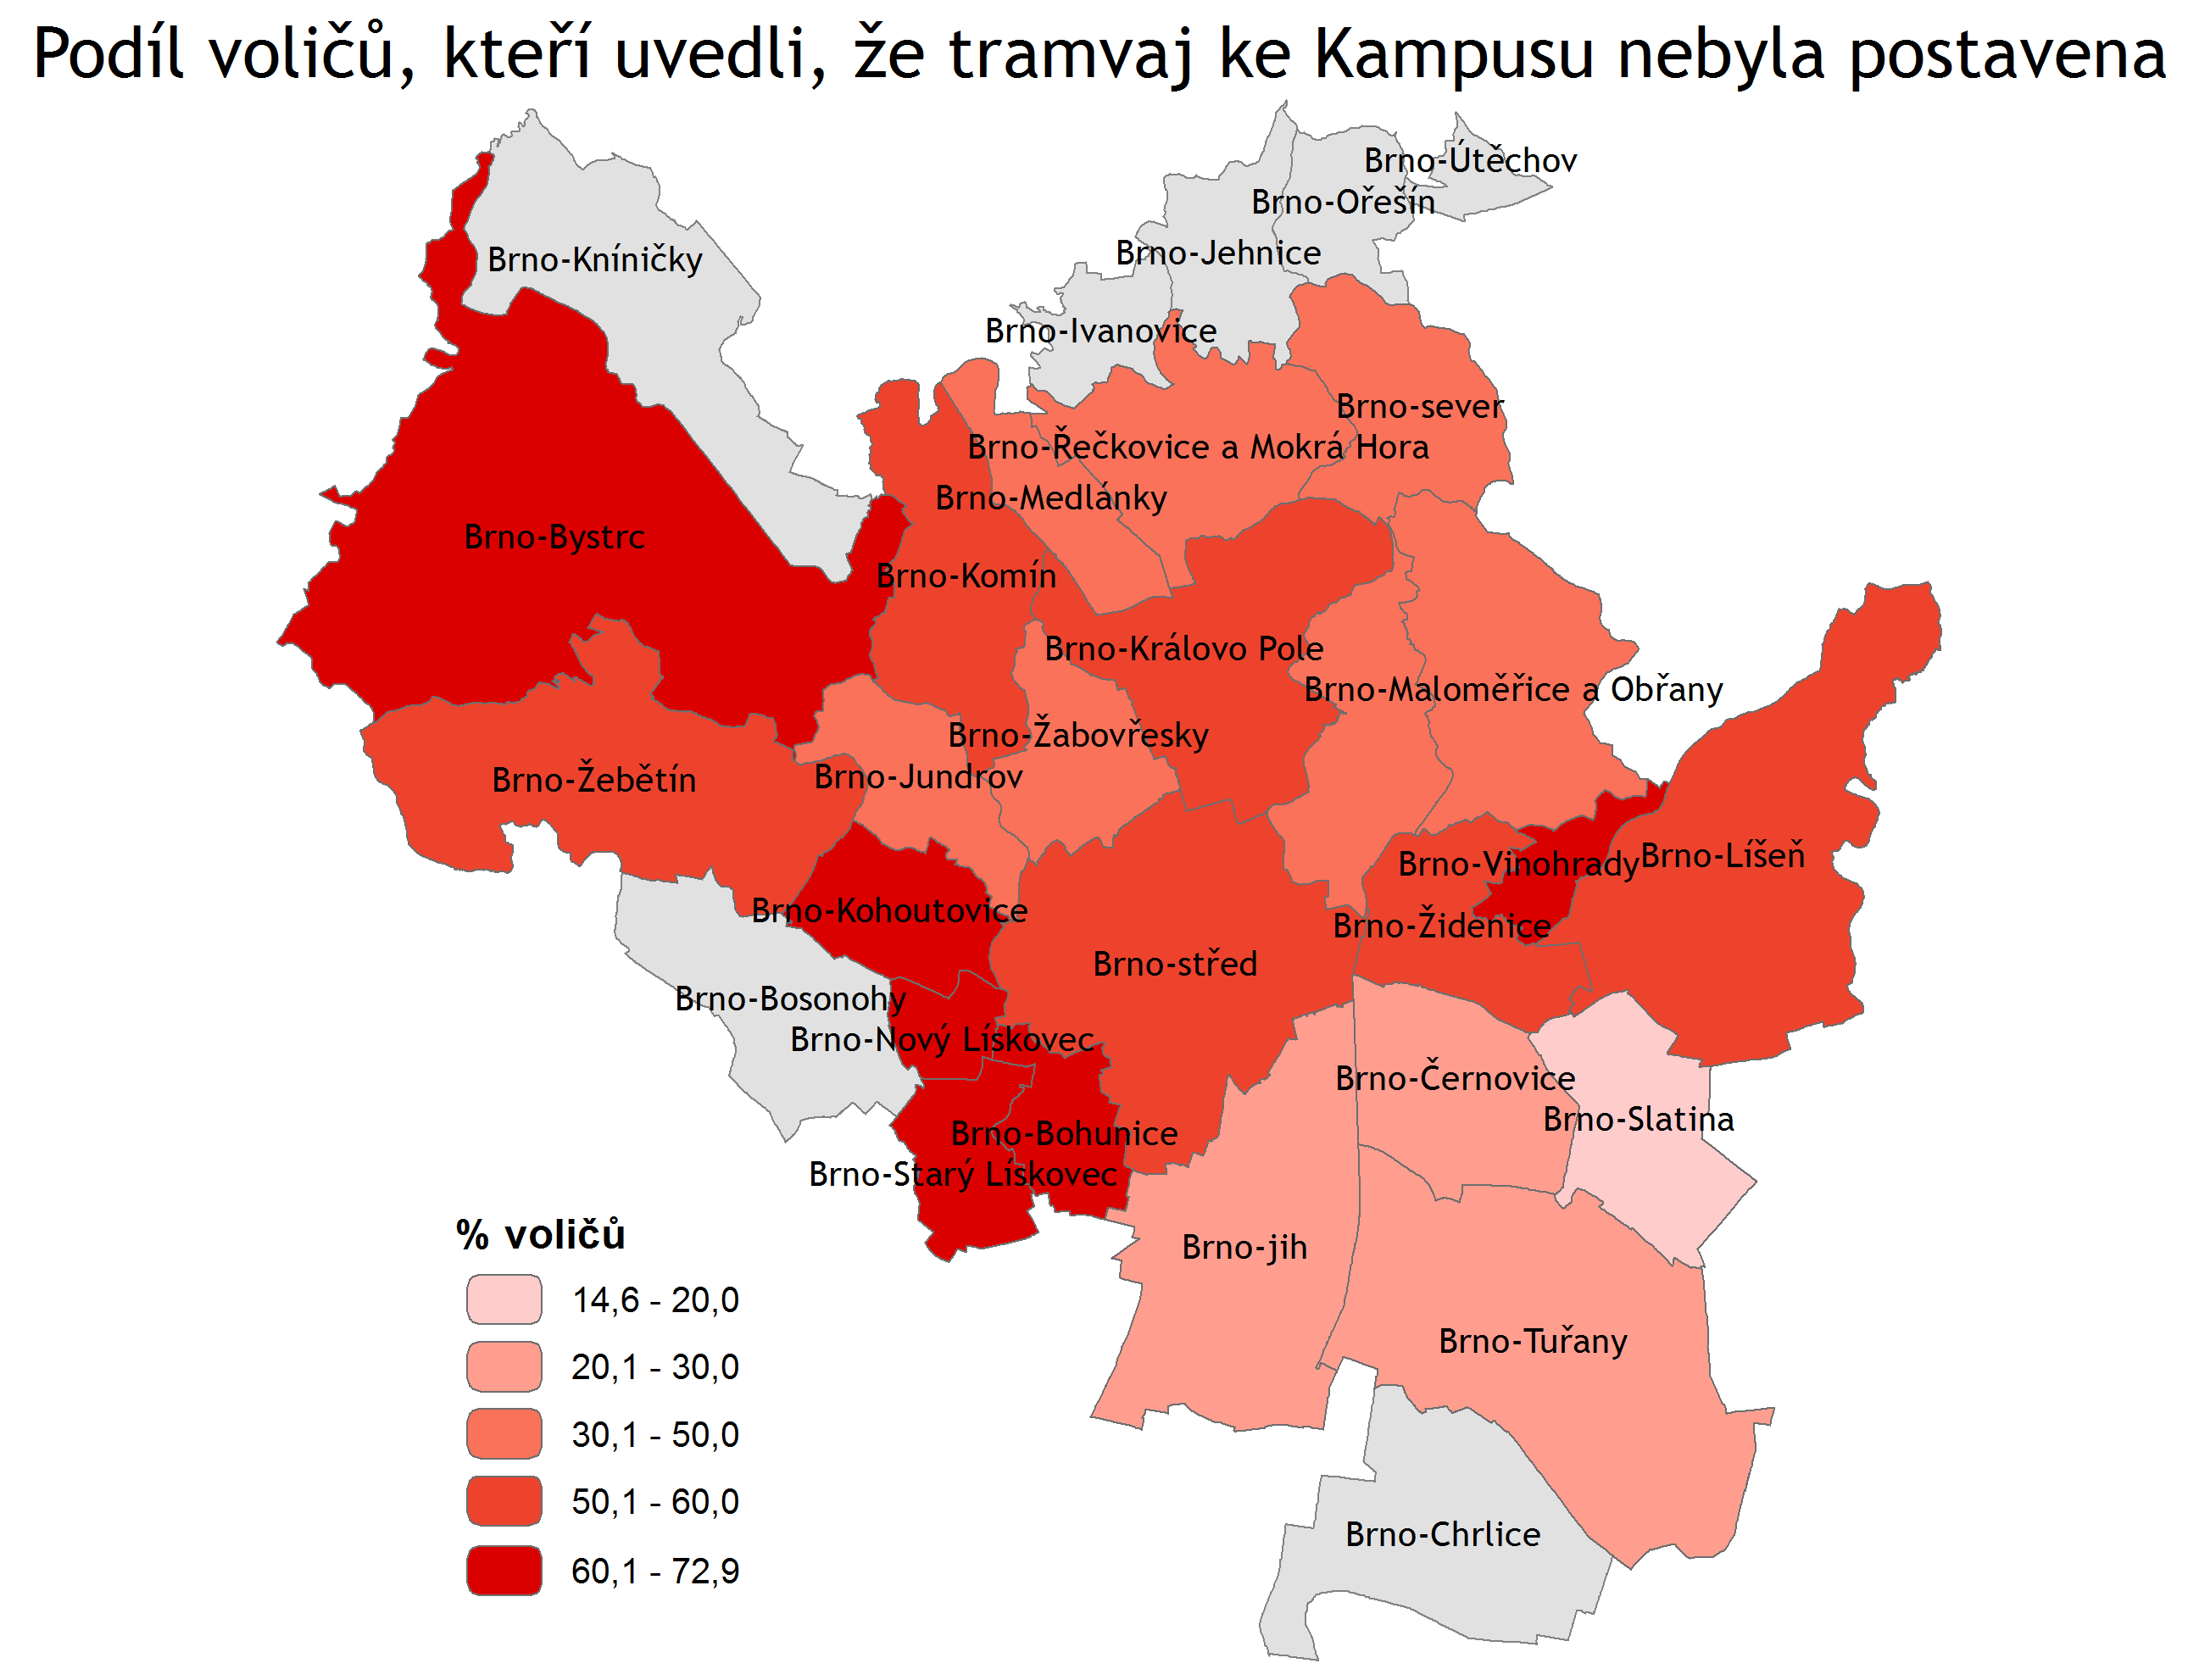 Podíl voličů, kteří uvedli, že tramvaj ke Kampusu nebyla postavena
Brno-Útěchov
Brno-Ořešín
Brno-Jehnice
Brno-Kníničky
Brno-Ivanovice
Brno-sever
Brno-Řečkovice a Mokrá Hora
Brno-Medlánky
Brno-Bystrc
Brno-Komín
Brno-Královo Pole
Brno-Maloměřice a Obřany
Brno-Žabovřesky
Brno-Jundrov
Brno-Žebětín
Brno-Líšeň
Brno-Vinohrady
Brno-Kohoutovice
Brno-Židenice
Brno-střed
Brno-Bosonohy
Brno-Nový Lískovec
Brno-Černovice
Brno-Slatina
Brno-Bohunice
Brno-Starý Lískovec
Brno-jih
Brno-Tuřany
Brno-Chrlice
% voličů
14,6 - 20,0
20,1 - 30,0
30,1 - 50,0
50,1 - 60,0
60,1 - 72,9